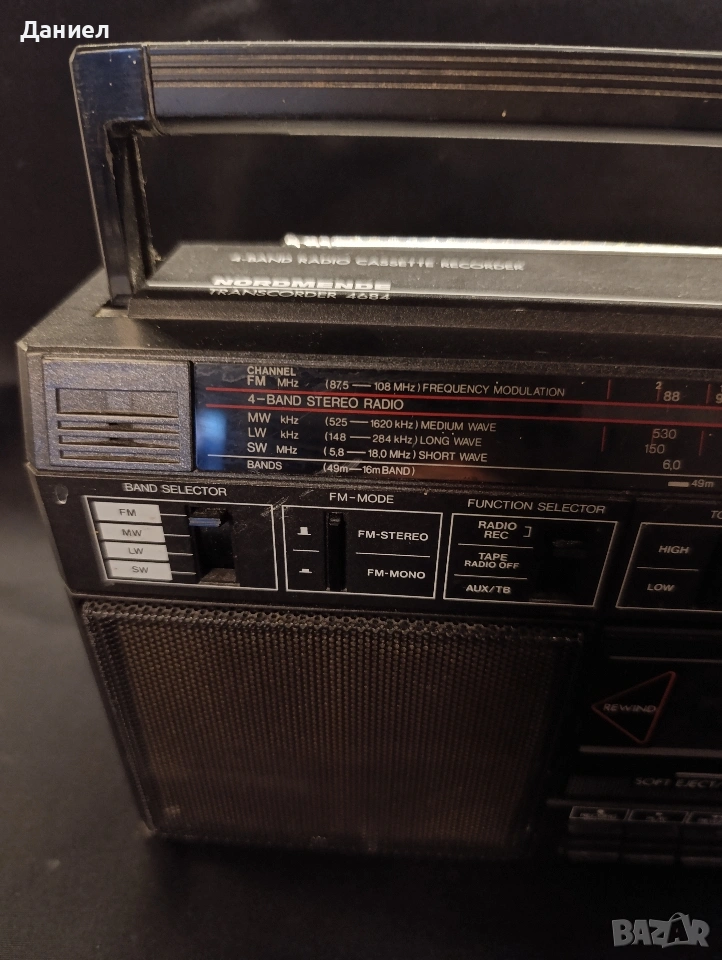 Даниел
4-BAND RADIO CASSETTE RECORDER
NORDMENDE
TRANSCORDER 4684
CHANNEL
FM MHz (87,5 — 108 MHz) FREQUENCY MODULATION 2 88
4-BAND STEREO RADIO
MW kHz (525 — 1620 kHz) MEDIUM WAVE 530
LW kHz (148 — 284 kHz) LONG WAVE 150
SW MHz (5,8 — 18,0 MHz) SHORT WAVE 6,0
BANDS (49m — 16m BAND) 49m
BAND SELECTOR
FM
MW
LW
SW
FM-MODE
FM-STEREO
FM-MONO
FUNCTION SELECTOR
RADIO
REC
TAPE
RADIO OFF
AUX/TB
HIGH
LOW
REWIND
SOFT EJECT
BAZAR